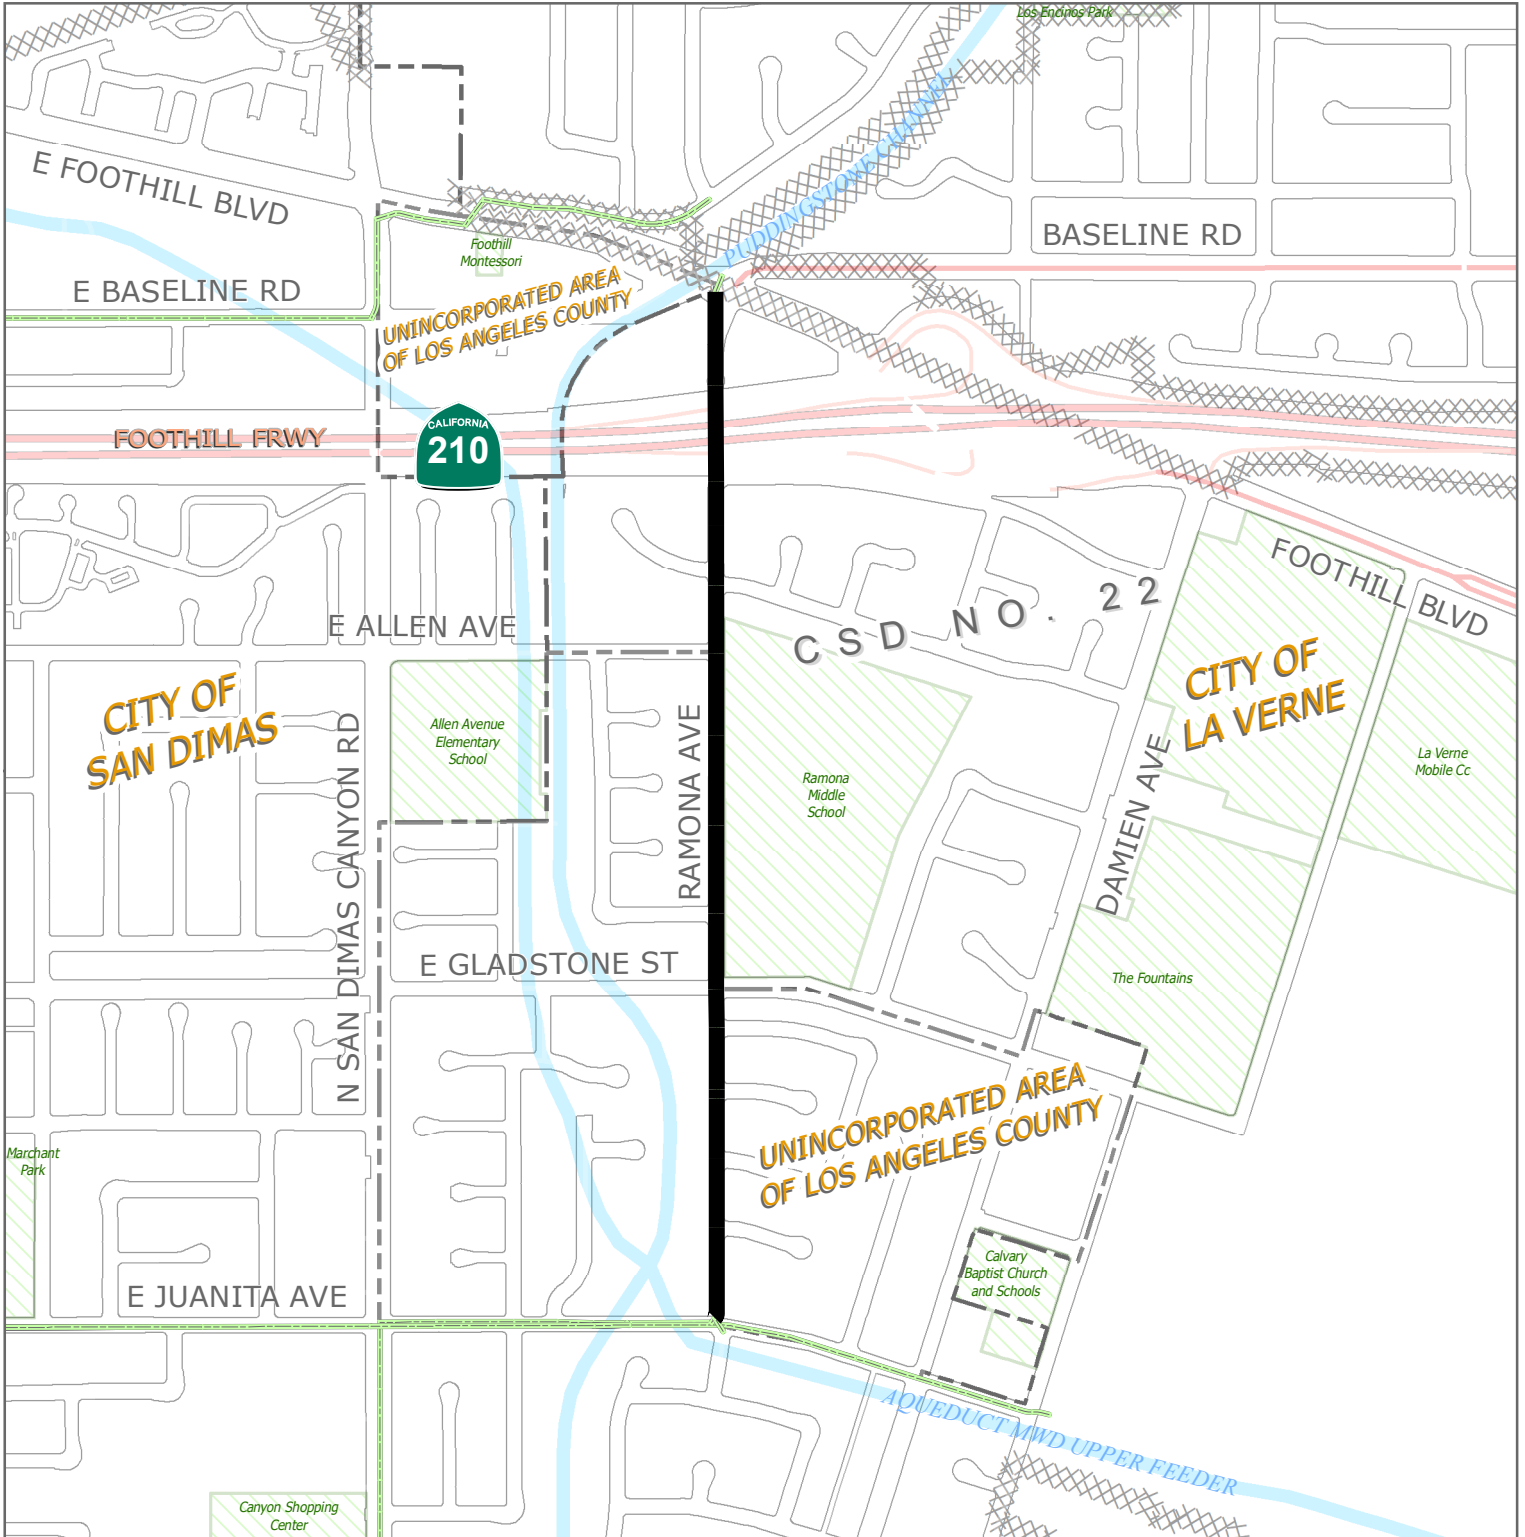 Los Encinos Park
PUDDINGSTONE CHANNEL
E FOOTHILL BLVD
BASELINE RD
Foothill
Montessori
E BASELINE RD
UNINCORPORATED AREA
OF LOS ANGELES COUNTY
CALIFORNIA
210
FOOTHILL FRWY
FOOTHILL BLVD
CSD NO. 22
E ALLEN AVE
CITY OF
SAN DIMAS
CITY OF
LA VERNE
Allen Avenue
Elementary
School
RAMONA AVE
Ramona
Middle
School
DAMIEN AVE
La Verne
Mobile Cc
N SAN DIMAS CANYON RD
E GLADSTONE ST
The Fountains
UNINCORPORATED AREA
OF LOS ANGELES COUNTY
Marchant
Park
Calvary
Baptist Church
and Schools
E JUANITA AVE
AQUEDUCT MWD UPPER FEEDER
Canyon Shopping
Center